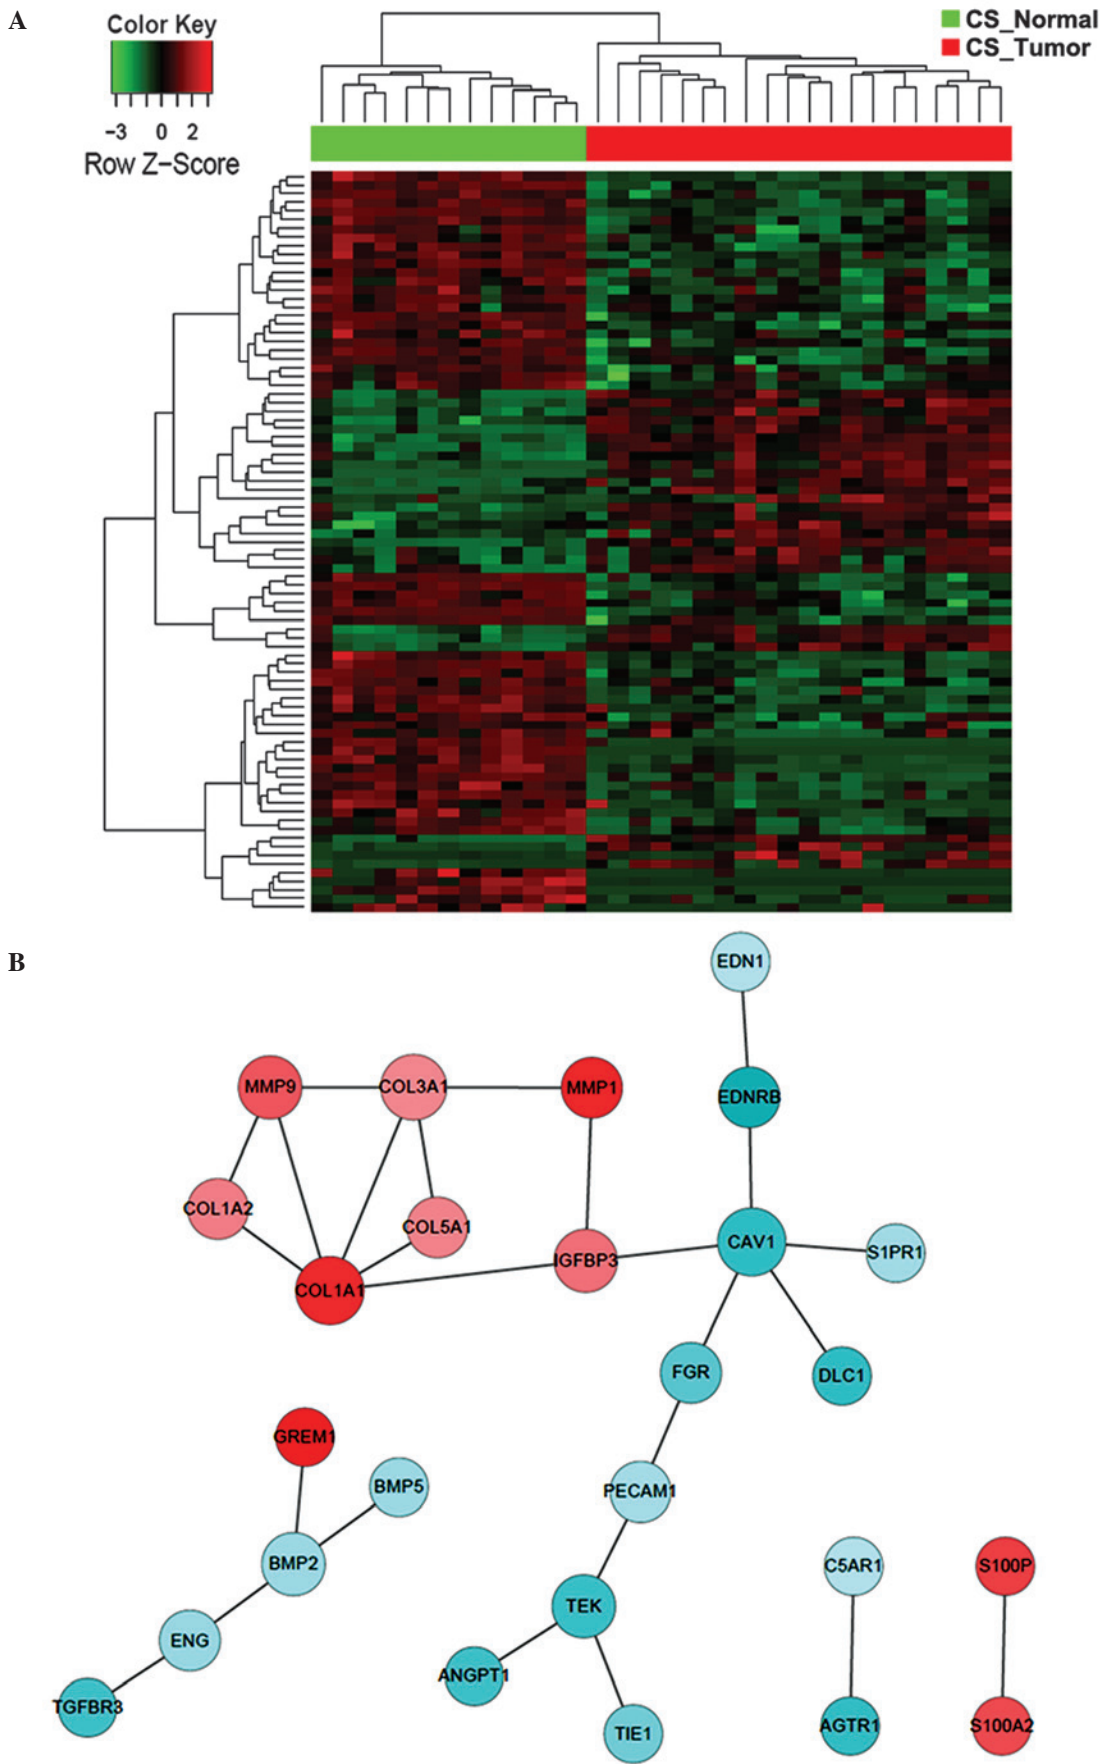 A
Color Key
−3 0 2
Row Z−Score
CS_Normal
CS_Tumor
B
EDN1
MMP9
COL3A1
MMP1
EDNRB
COL1A2
COL5A1
CAV1
S1PR1
IGFBP3
COL1A1
FGR
DLC1
GREM1
BMP5
PECAM1
BMP2
C5AR1
S100P
TEK
ENG
ANGPT1
TGFBR3
TIE1
AGTR1
S100A2